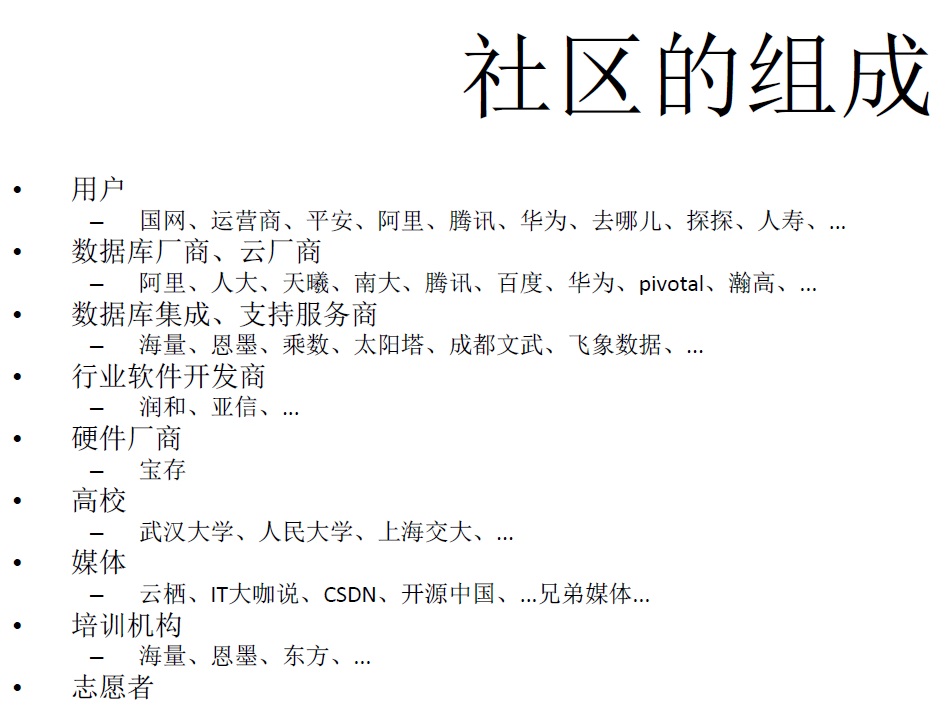 社区的组成
• 用户
– 国网、运营商、平安、阿里、腾讯、华为、去哪儿、探探、人寿、...
• 数据库厂商、云厂商
– 阿里、人大、天曦、南大、腾讯、百度、华为、pivotal、瀚高、...
• 数据库集成、支持服务商
– 海量、恩墨、乘数、太阳塔、成都文武、飞象数据、...
• 行业软件开发商
– 润和、亚信、...
• 硬件厂商
– 宝存
• 高校
– 武汉大学、人民大学、上海交大、...
• 媒体
– 云栖、IT大咖说、CSDN、开源中国、...兄弟媒体...
• 培训机构
– 海量、恩墨、东方、...
• 志愿者